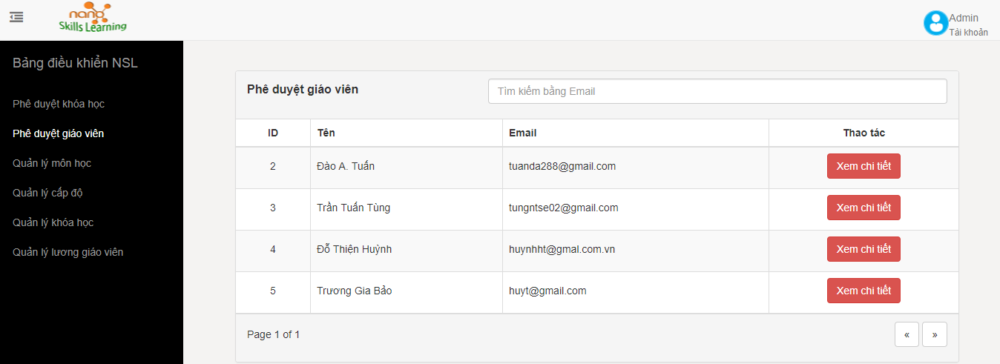 nang
Skills Learning
Admin
Tài khoản
Bảng điều khiển NSL
Phê duyệt khóa học
Phê duyệt giáo viên
Quản lý môn học
Quản lý cấp độ
Quản lý khóa học
Quản lý lương giáo viên
Phê duyệt giáo viên
Tìm kiếm bằng Email
ID Tên Email Thao tác
2 Đào A. Tuấn tuanda288@gmail.com Xem chi tiết
3 Trần Tuấn Tùng tungntse02@gmail.com Xem chi tiết
4 Đỗ Thiện Huỳnh huynhht@gmal.com.vn Xem chi tiết
5 Trương Gia Bảo huyt@gmail.com Xem chi tiết
Page 1 of 1 « »